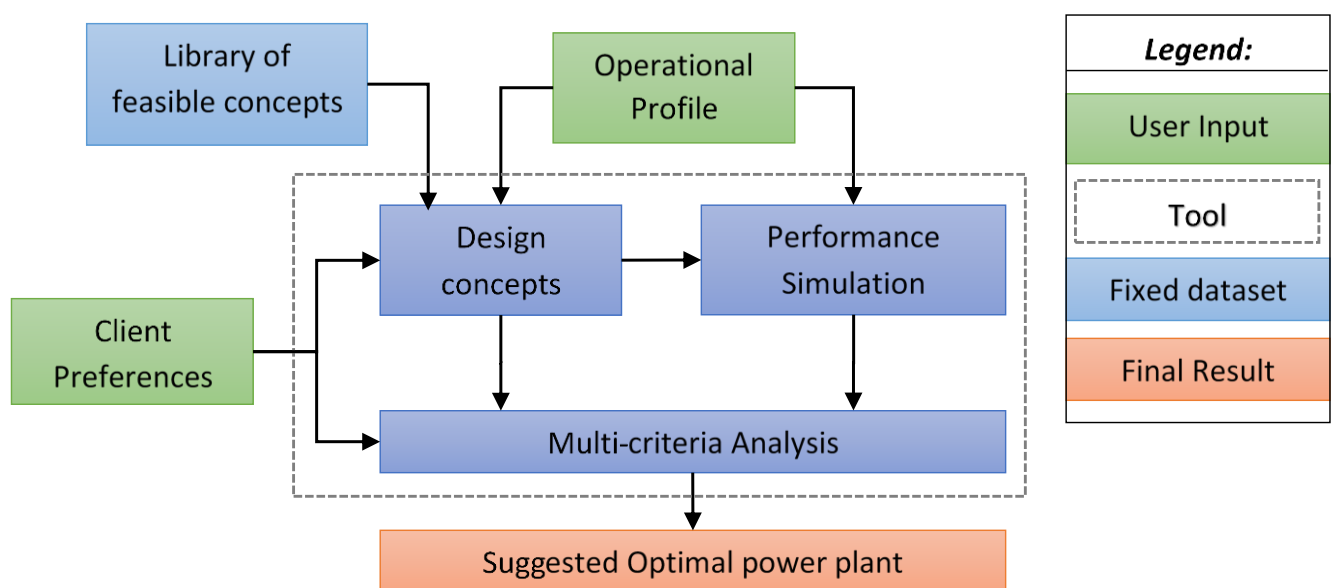 Library of
feasible concepts
Operational
Profile
Design
concepts
Performance
Simulation
Client
Preferences
Multi-criteria Analysis
Suggested Optimal power plant
Legend:
User Input
Tool
Fixed dataset
Final Result